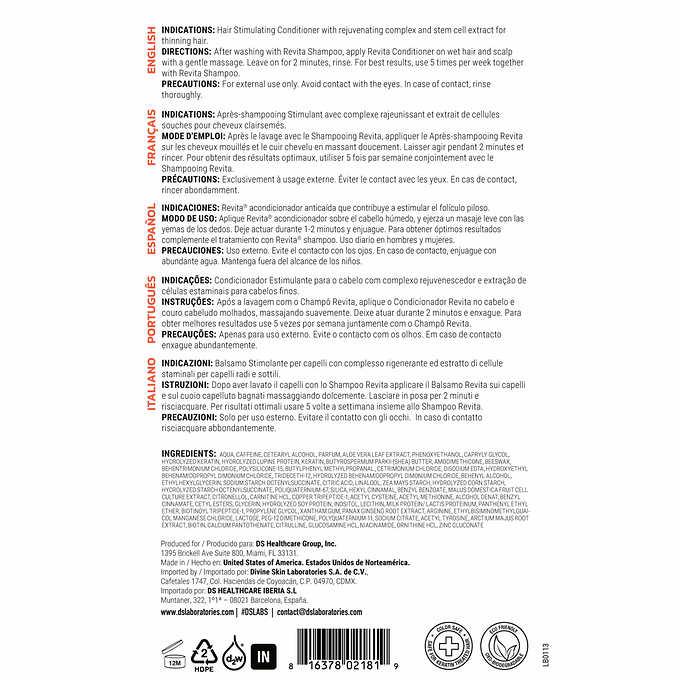 ENGLISH
INDICATIONS: Hair Stimulating Conditioner with rejuvenating complex and stem cell extract for
thinning hair.
DIRECTIONS: After washing with Revita Shampoo, apply Revita Conditioner on wet hair and scalp
with a gentle massage. Leave on for 2 minutes, rinse. For best results, use 5 times per week together
with Revita Shampoo.
PRECAUTIONS: For external use only. Avoid contact with the eyes. In case of contact, rinse
thoroughly.
FRANÇAIS
INDICATIONS: Après-shampooing Stimulant avec complexe rajeunissant et extrait de cellules
souches pour cheveux clairsemés.
MODE D'EMPLOI: Après le lavage avec le Shampooing Revita, appliquer le Après-shampooing Revita
sur les cheveux mouillés et le cuir chevelu en massant doucement. Laisser agir pendant 2 minutes et
rincer. Pour obtenir des résultats optimaux, utiliser 5 fois par semaine conjointement avec le
Shampooing Revita.
PRÉCAUTIONS: Exclusivement à usage externe. Éviter le contact avec les yeux. En cas de contact,
rincer abondamment.
ESPAÑOL
INDICACIONES: Revita® acondicionador anticaída que contribuye a estimular el folículo piloso.
MODO DE USO: Aplique Revita® acondicionador sobre el cabello húmedo, y ejerza un masaje leve con las
yemas de los dedos. Deje actuar durante 1-2 minutos y enjuague. Para obtener óptimos resultados
complemente el tratamiento con Revita® shampoo. Uso diario en hombres y mujeres.
PRECAUCIONES: Uso externo. Evite el contacto con los ojos. En caso de contacto, enjuague con
abundante agua. Mantenga fuera del alcance de los niños.
PORTUGUÊS
INDICAÇÕES: Condicionador Estimulante para o cabelo com complexo rejuvenescedor e extração de
células estaminais para cabelos finos.
INSTRUÇÕES: Após a lavagem com o Champô Revita, aplique o Condicionador Revita no cabelo e
couro cabeludo molhados, massajando suavemente. Deixe atuar durante 2 minutos e enxague. Para
obter melhores resultados use 5 vezes por semana juntamente com o Champô Revita.
PRECAUÇÕES: Apenas para uso externo. Evite o contacto com os olhos. Em caso de contacto
enxague abundantemente.
ITALIANO
INDICAZIONI: Balsamo Stimolante per capelli con complesso rigenerante ed estratto di cellule
staminali per capelli radi e sottili.
ISTRUZIONI: Dopo aver lavato il capelli con lo Shampoo Revita applicare il Balsamo Revita sui capelli
e sul cuoio capelluto bagnati massaggiando dolcemente. Lasciare in posa per 2 minuti e
risciacquare. Per risultati ottimali usare 5 volte a settimana insieme allo Shampoo Revita.
PRECAUZIONI: Solo per uso esterno. Evitare il contatto con gli occhi. In caso di contatto
risciacquare abbondantemente.
INGREDIENTS: AQUA, CAFFEINE, CETEARYL ALCOHOL, PARFUM, ALOE VERA LEAF EXTRACT, PHENOXYETHANOL, CAPRYLYL GLYCOL,
HYDROLYZED KERATIN, HYDROLYZED LUPINE PROTEIN, KERATIN, BUTYROSPERMUM PARKII (SHEA) BUTTER, AMODIMETHICONE, BEESWAX,
BEHENTRIMONIUM CHLORIDE, POLYSILICONE-15, BUTYLPHENYL METHYLPROPANAL, CETRIMONIUM CHLORIDE, DISODIUM EDTA, HYDROXYETHYL
BEHENAMIDOPROPYL DIMONIUM CHLORIDE, TRIDECETH-12, HYDROLYZED BEHENAMIDOPROPYL DIMONIUM CHLORIDE, BEHENYL ALCOHOL,
ETHYLHEXYLGLYCERIN, SODIUM STARCH OCTENYLSUCCINATE, CITRIC ACID, LINALOOL, ZEA MAYS STARCH, HYDROLYZED CORN STARCH,
HYDROLYZED STARCH OCTENYLSUCCINATE, POLYQUATERNIUM-67, SILICA, HEXYL CINNAMAL, BENZYL BENZOATE, MALUS DOMESTICA FRUIT CELL
CULTURE EXTRACT, CITRONELLOL, CARNITINE HCL, COPPER TRIPEPTIDE-1, ACETYL CYSTEINE, ACETYL METHIONINE, ALCOHOL DENAT, BENZYL
CINNAMATE, CETYL ESTERS, GLYCERIN, HYDROLYZED SOY PROTEIN, INOSITOL, LECITHIN, MILK PROTEIN / LACTIS PROTEINUM, PANTHENYL ETHYL
ETHER, BIOTINOYL TRIPEPTIDE-1, PROPYLENE GLYCOL, XANTHAM GUM, PANAX GINSENG ROOT EXTRACT, ARGININE, ETHYL BISIMINOMETHYLGUAIA-
COL MANGANESE CHLORIDE, LACTOSE, PEG-12 DIMETHICONE, POLYQUATERNIUM-11, SODIUM CITRATE, ACETYL TYROSINE, ARCTIUM MAJUS ROOT
EXTRACT, BIOTIN, CALCIUM PANTOTHENATE, CITRULLINE, GLUCOSAMINE HCL, NIACINAMIDE, ORNITHINE HCL, ZINC GLUCONATE
Produced for / Producido para: DS Healthcare Group, Inc.
1395 Brickell Ave Suite 800, Miami, FL 33131.
Made in / Hecho en: United States of America. Estados Unidos de Norteamérica.
Imported by / Importado por: Divine Skin Laboratories S.A. de C.V.,
Cafetales 1747, Col. Haciendas de Coyoacán, C.P. 04970, CDMX.
Importado por: DS HEALTHCARE IBERIA S.L
Muntaner, 322, 1º1ª – 08021 Barcelona, España.
www.dslaboratories.com | #DSLABS | contact@dslaboratories.com
12M
2
HDPE
d2w
IN
8 16378 02181 9
COLOR SAFE
SAFE FOR KERATIN TREATED
ECO FRIENDLY
OXO-BIODEGRADABLE
LB0113